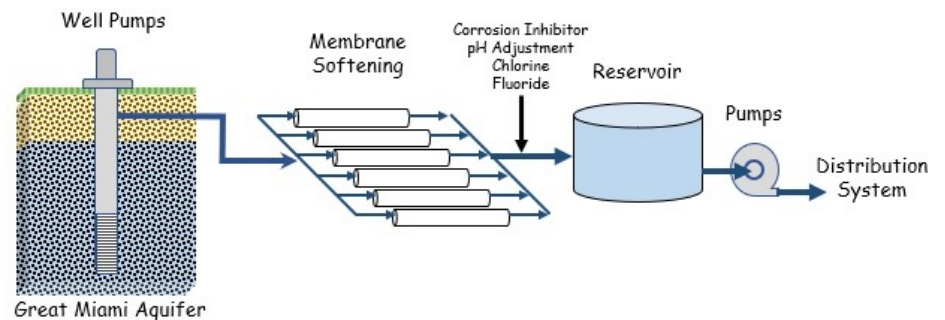 Well Pumps
Great Miami Aquifer
Membrane
Softening
Corrosion Inhibitor
pH Adjustment
Chlorine
Fluoride
Reservoir
Pumps
Distribution
System